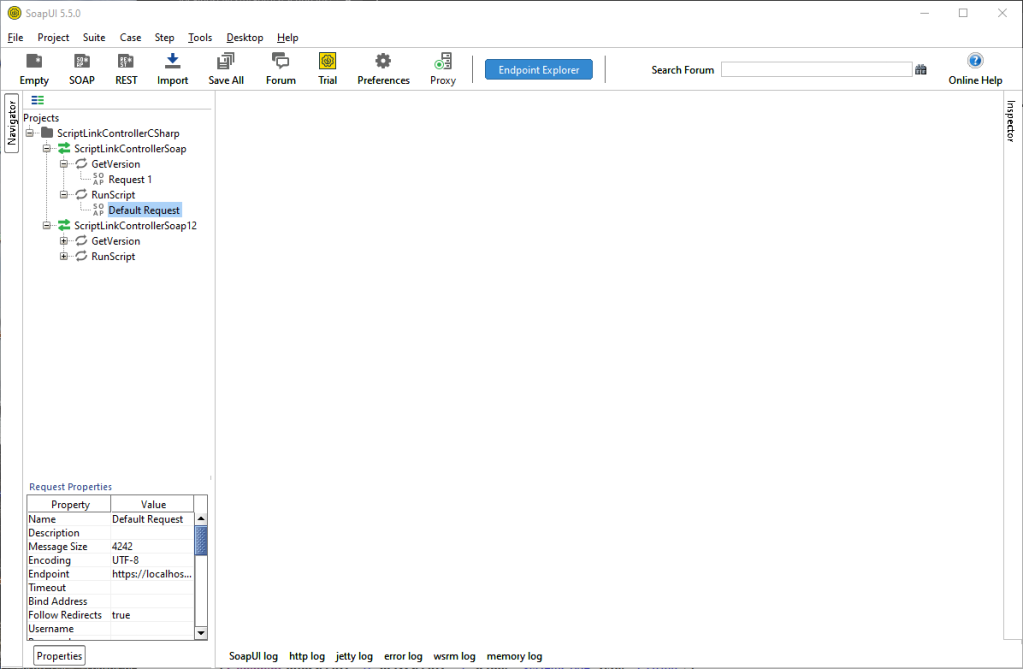 SoapUI 5.5.0
File Project Suite Case Step Tools Desktop Help
Empty SOAP REST Import Save All Forum Trial Preferences Proxy Endpoint Explorer Search Forum Online Help
Navigator
Inspector
Projects
ScriptLinkControllerCSharp
ScriptLinkControllerSoap
GetVersion
SO AP Request 1
RunScript
SO AP Default Request
ScriptLinkControllerSoap12
GetVersion
RunScript
Request Properties
Property Value
Name Default Request
Description
Message Size 4242
Encoding UTF-8
Endpoint https://localhos...
Timeout
Bind Address
Follow Redirects true
Username
Properties
SoapUI log http log jetty log error log wsrm log memory log